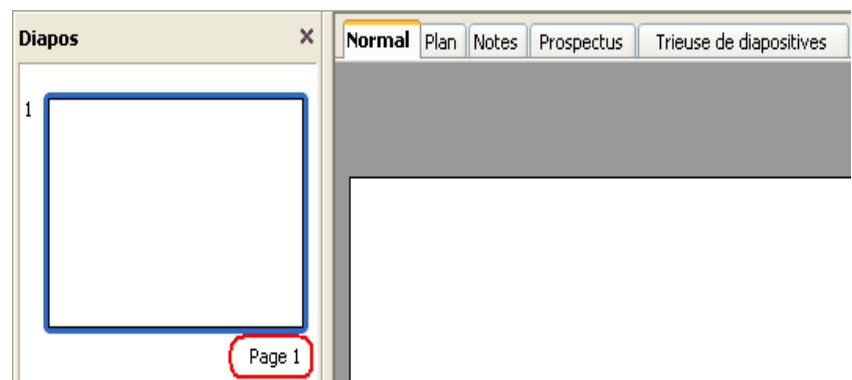 Diapos
Normal Plan Notes Prospectus Trieuse de diapositives
1
Page 1